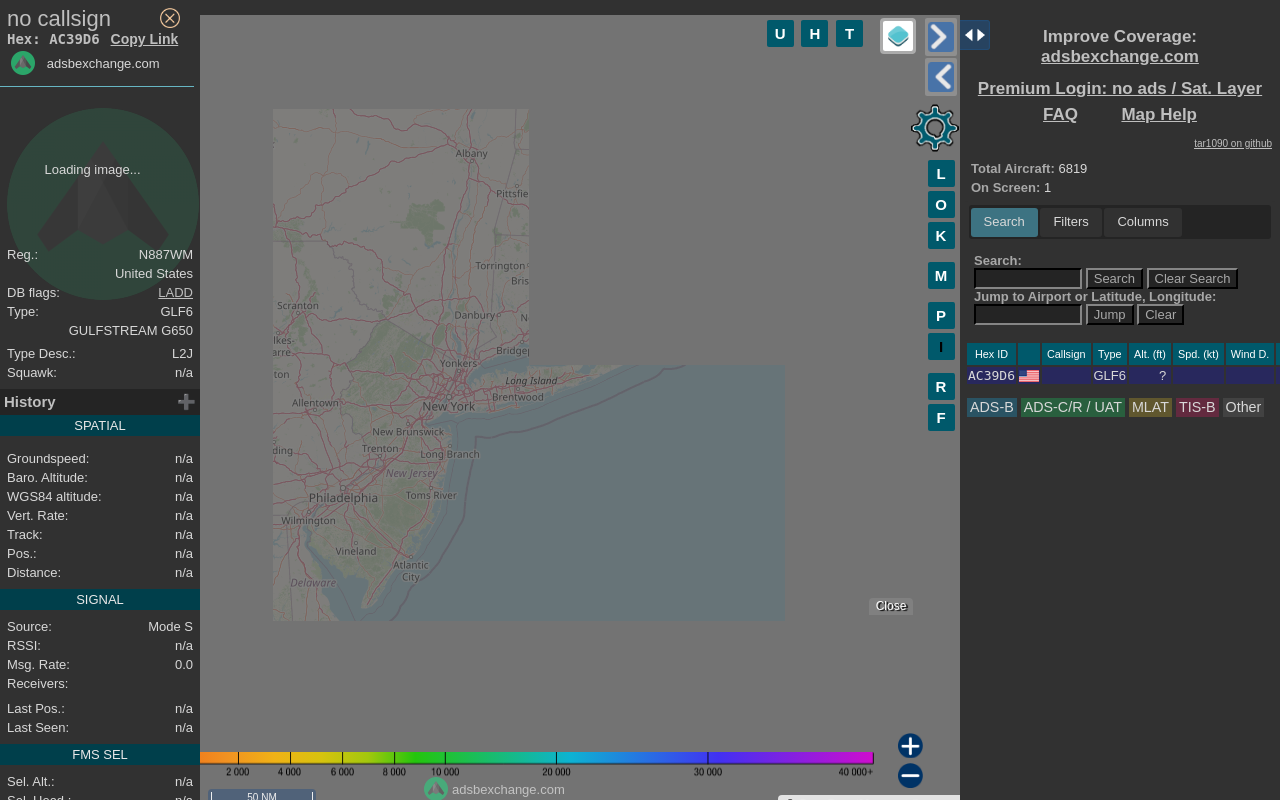 no callsign
Hex: AC39D6 Copy Link
adsbexchange.com
Loading image...
Reg.: N887WM
United States
DB flags: LADD
Type: GLF6
GULFSTREAM G650
Type Desc.: L2J
Squawk: n/a
History
SPATIAL
Groundspeed: n/a
Baro. Altitude: n/a
WGS84 altitude: n/a
Vert. Rate: n/a
Track: n/a
Pos.: n/a
Distance: n/a
SIGNAL
Source: Mode S
RSSI: n/a
Msg. Rate: 0.0
Receivers:
Last Pos.: n/a
Last Seen: n/a
FMS SEL
Sel. Alt.: n/a
Sel. Head.: n/a
U H T
L
O
K
M
P
I
R
F
Albany
Pittsfie
Torrington
Bris
Scranton
Danbury
N
lkes-
arre
Bridgep
ton
Yonkers
Long Island
Brentwood
Allentown
New York
New Brunswick
Trenton
Long Branch
ding
New Jersey
Philadelphia
Toms River
Wilmington
Vineland
Atlantic
City
Delaware
Close
2 000 4 000 6 000 8 000 10 000 20 000 30 000 40 000+
adsbexchange.com
50 NM
Improve Coverage:
adsbexchange.com
Premium Login: no ads / Sat. Layer
FAQ Map Help
tar1090 on github
Total Aircraft: 6819
On Screen: 1
Search Filters Columns
Search:
Search Clear Search
Jump to Airport or Latitude, Longitude:
Jump Clear
Hex ID Callsign Type Alt. (ft) Spd. (kt) Wind D.
AC39D6 GLF6 ?
ADS-B ADS-C/R / UAT MLAT TIS-B Other